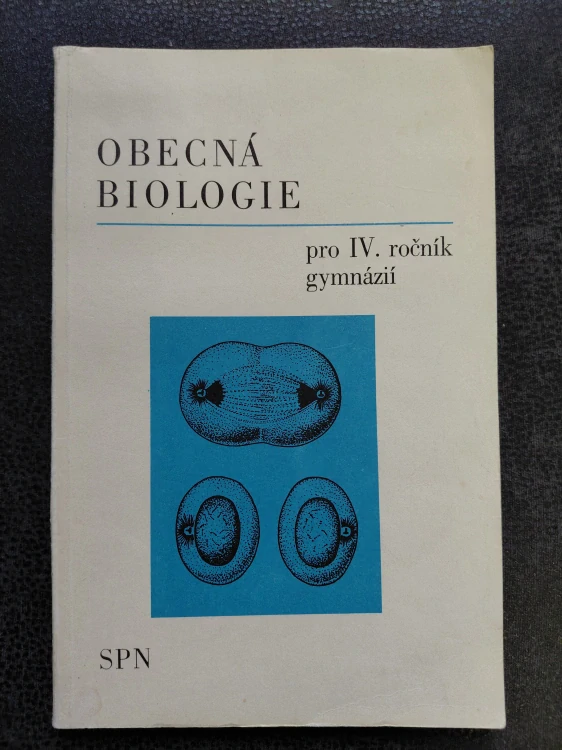 OBECNÁ
BIOLOGIE
pro IV. ročník
gymnázií
SPN